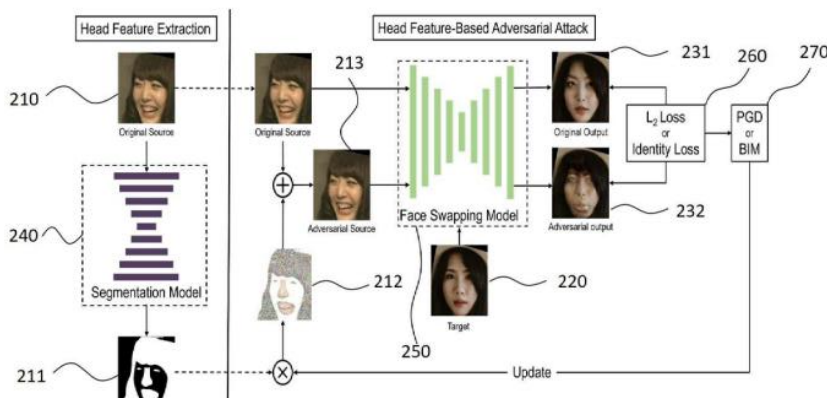 Head Feature Extraction
Head Feature-Based Adversarial Attack
210
Original Source
Original Source
213
231
Original Output
260
270
L₂ Loss
or
Identity Loss
PGD
or
BIM
240
Segmentation Model
Adversarial Source
Face Swapping Model
Adversarial output
232
212
220
Target
250
211
Update